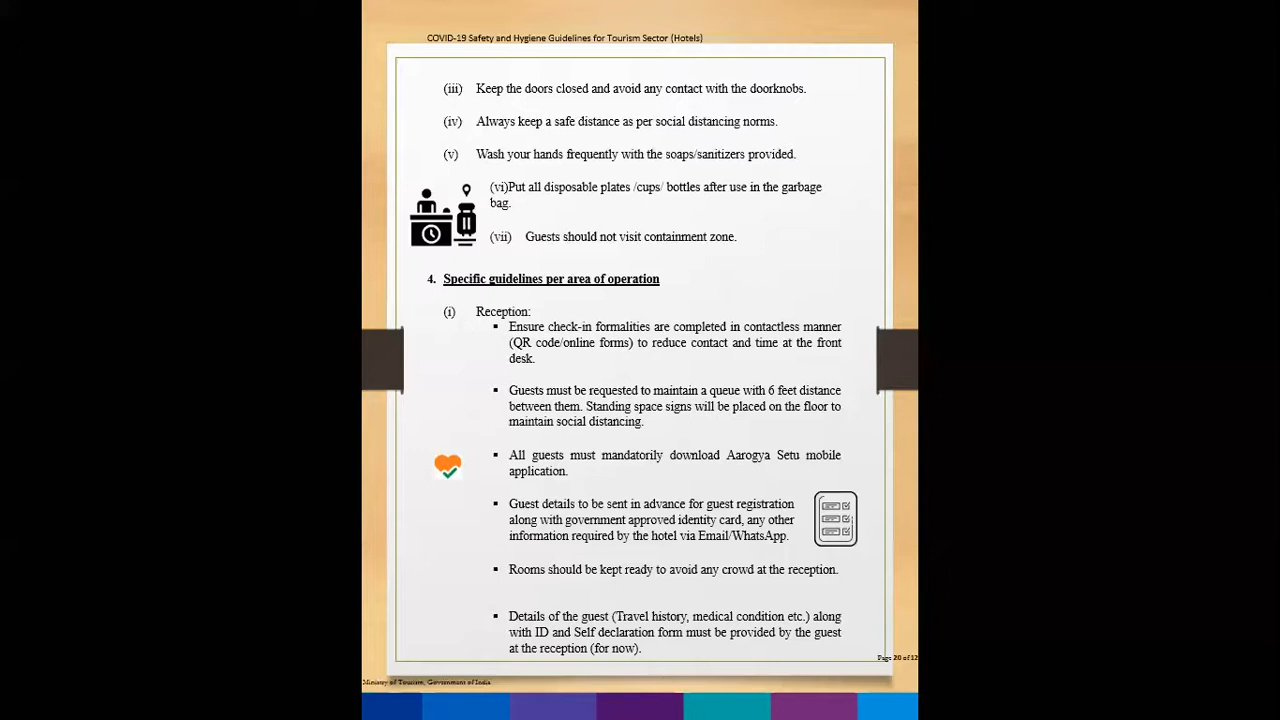 COVID-19 Safety and Hygiene Guidelines for Tourism Sector (Hotels)
(iii) Keep the doors closed and avoid any contact with the doorknobs.
(iv) Always keep a safe distance as per social distancing norms.
(v) Wash your hands frequently with the soaps/sanitizers provided.
(vi)Put all disposable plates /cups/ bottles after use in the garbage
bag.
(vii) Guests should not visit containment zone.
4. Specific guidelines per area of operation
(i) Reception:
▪ Ensure check-in formalities are completed in contactless manner
(QR code/online forms) to reduce contact and time at the front
desk.
▪ Guests must be requested to maintain a queue with 6 feet distance
between them. Standing space signs will be placed on the floor to
maintain social distancing.
▪ All guests must mandatorily download Aarogya Setu mobile
application.
▪ Guest details to be sent in advance for guest registration
along with government approved identity card, any other
information required by the hotel via Email/WhatsApp.
▪ Rooms should be kept ready to avoid any crowd at the reception.
▪ Details of the guest (Travel history, medical condition etc.) along
with ID and Self declaration form must be provided by the guest
at the reception (for now).
Page 20 of 12
Ministry of Tourism, Government of India